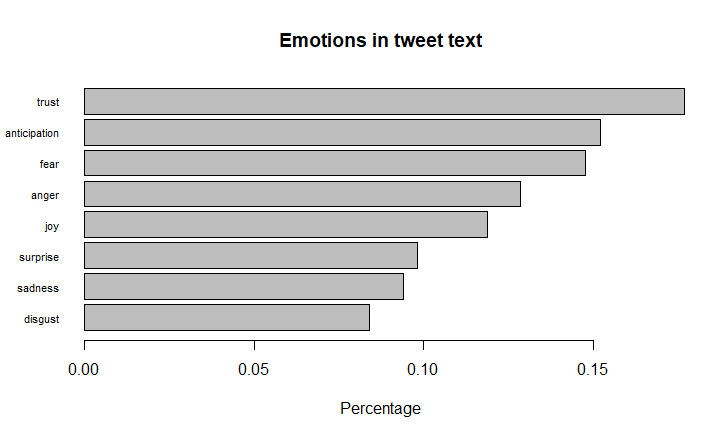 Emotions in tweet text
trust
anticipation
fear
anger
joy
surprise
sadness
disgust
0.00 0.05 0.10 0.15
Percentage